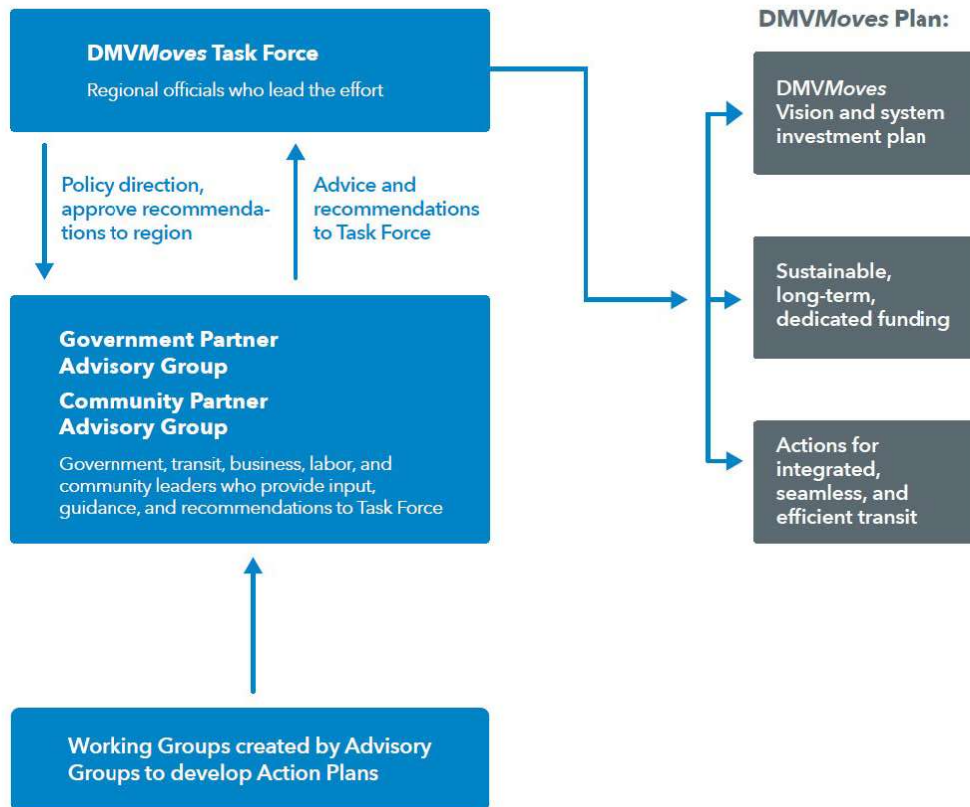 DMVMoves Task Force
Regional officials who lead the effort
Policy direction,
approve recommenda-
tions to region
Advice and
recommendations
to Task Force
Government Partner
Advisory Group
Community Partner
Advisory Group
Government, transit, business, labor, and
community leaders who provide input,
guidance, and recommendations to Task Force
Working Groups created by Advisory
Groups to develop Action Plans
DMVMoves Plan:
DMVMoves
Vision and system
investment plan
Sustainable,
long-term,
dedicated funding
Actions for
integrated,
seamless, and
efficient transit